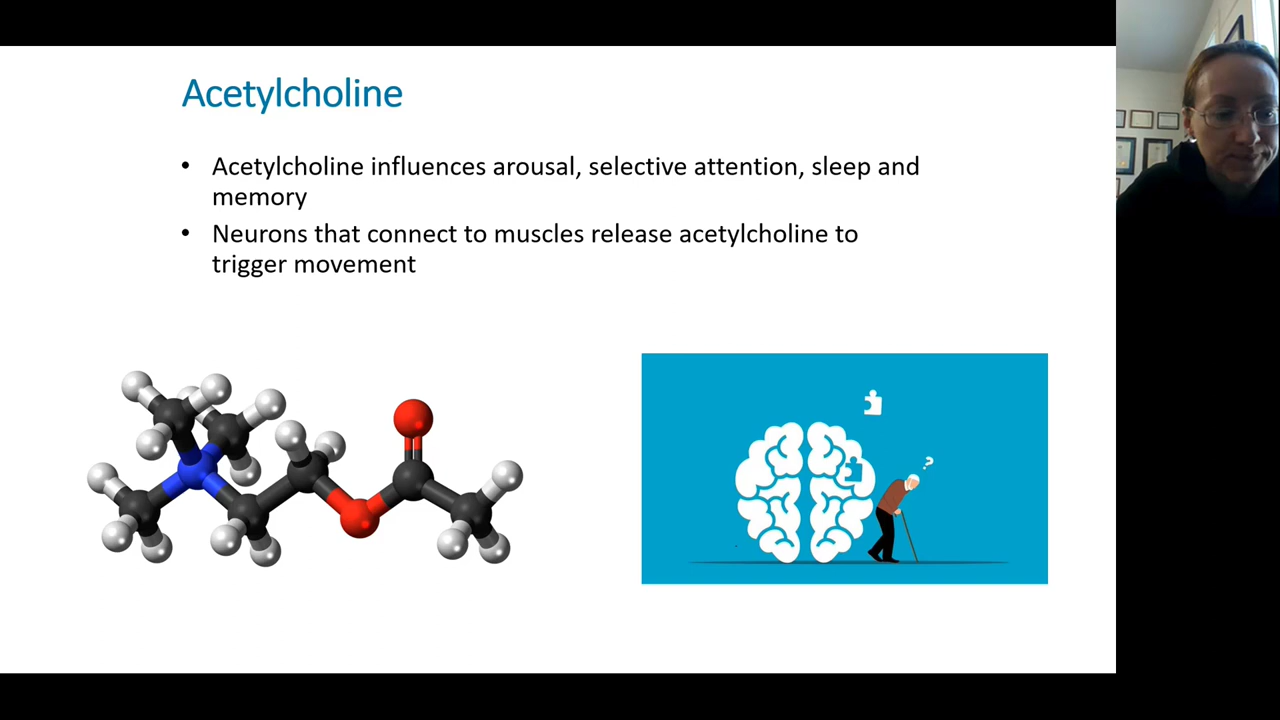 Acetylcholine
• Acetylcholine influences arousal, selective attention, sleep and
memory
• Neurons that connect to muscles release acetylcholine to
trigger movement
?